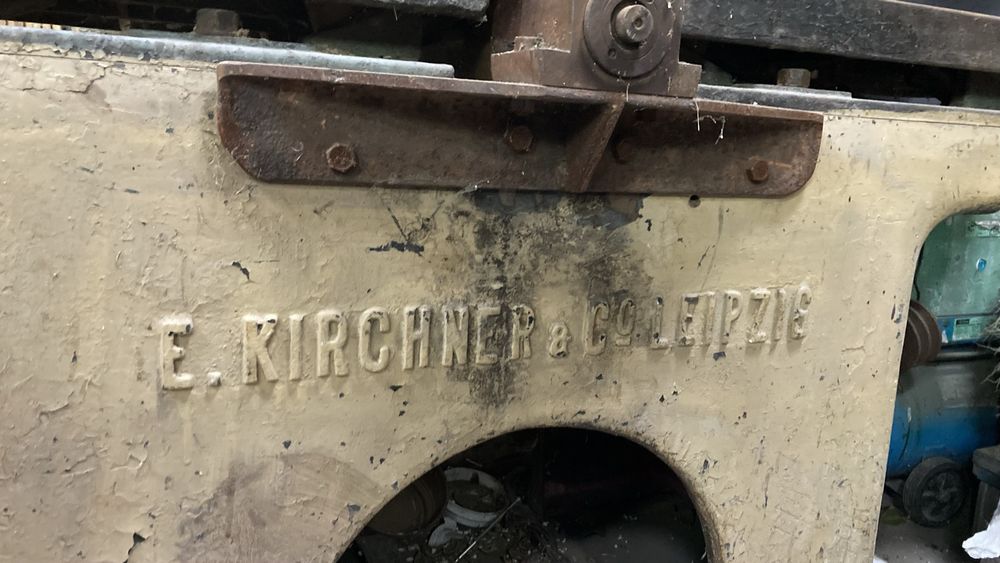 E. KIRCHNER & Cº. LEIPZIG